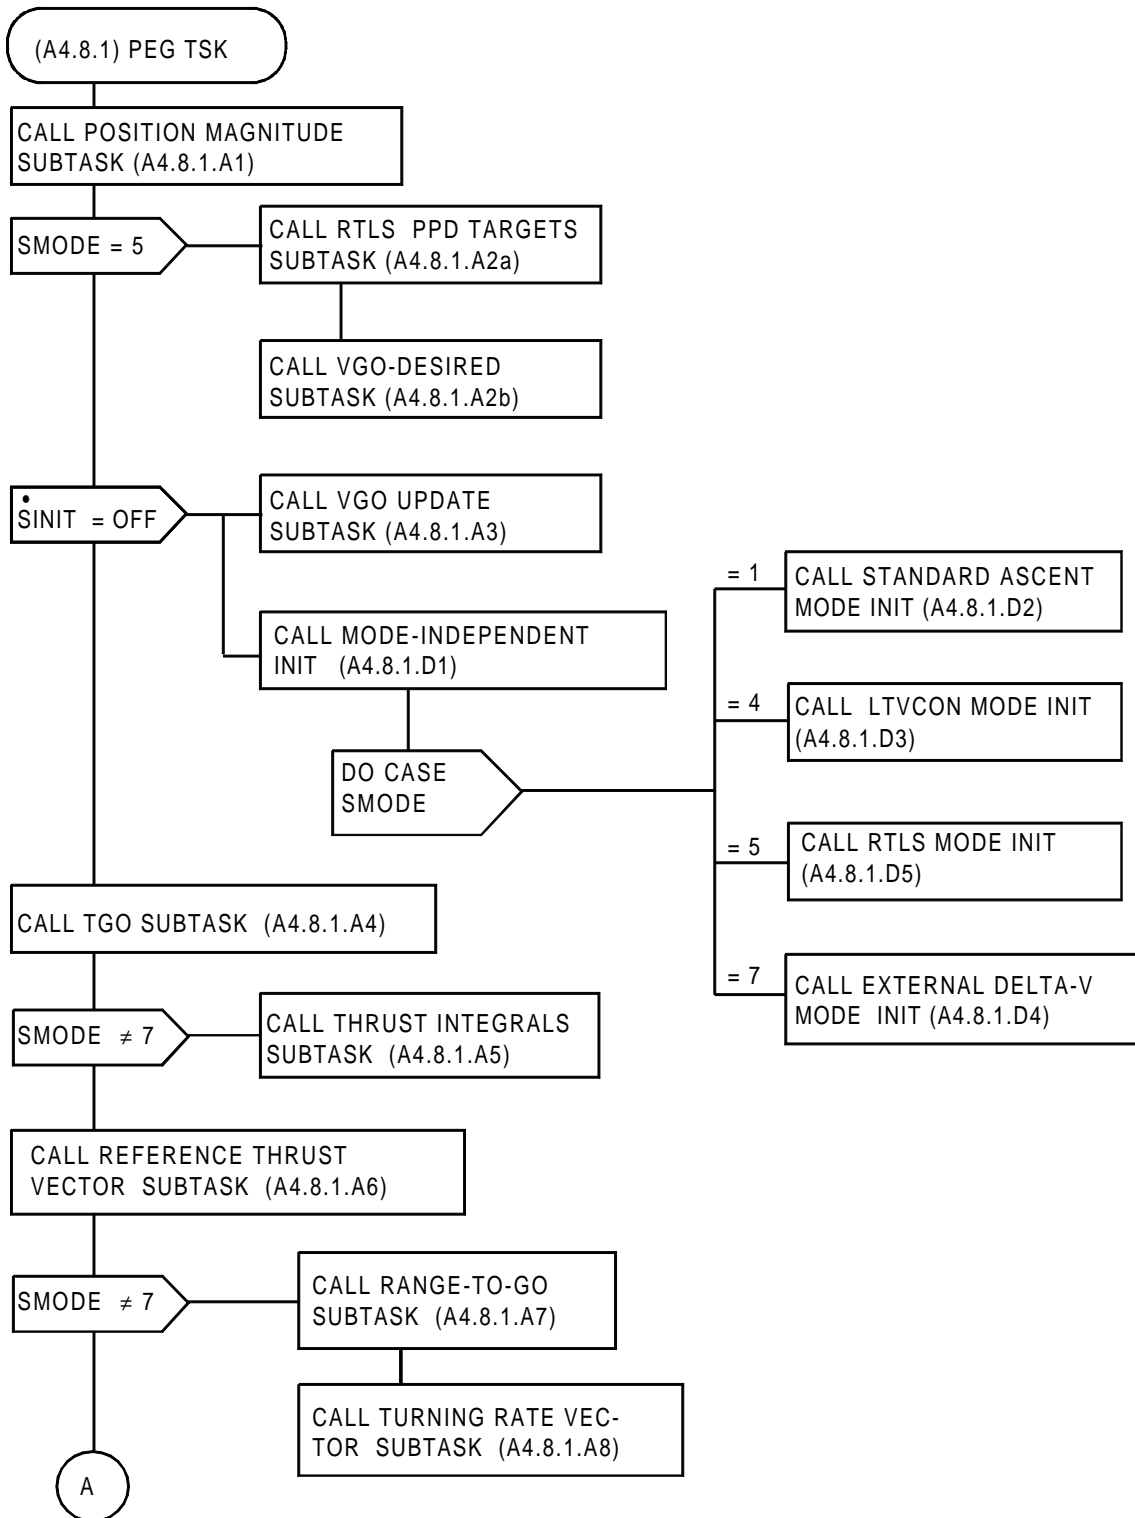 (A4.8.1) PEG TSK
CALL POSITION MAGNITUDE
SUBTASK (A4.8.1.A1)
SMODE = 5
CALL RTLS PPD TARGETS
SUBTASK (A4.8.1.A2a)
CALL VGO-DESIRED
SUBTASK (A4.8.1.A2b)
ṠINIT = OFF
CALL VGO UPDATE
SUBTASK (A4.8.1.A3)
CALL MODE-INDEPENDENT
INIT (A4.8.1.D1)
DO CASE
SMODE
= 1
CALL STANDARD ASCENT
MODE INIT (A4.8.1.D2)
= 4
CALL LTVCON MODE INIT
(A4.8.1.D3)
= 5
CALL RTLS MODE INIT
(A4.8.1.D5)
= 7
CALL EXTERNAL DELTA-V
MODE INIT (A4.8.1.D4)
CALL TGO SUBTASK (A4.8.1.A4)
SMODE ≠ 7
CALL THRUST INTEGRALS
SUBTASK (A4.8.1.A5)
CALL REFERENCE THRUST
VECTOR SUBTASK (A4.8.1.A6)
SMODE ≠ 7
CALL RANGE-TO-GO
SUBTASK (A4.8.1.A7)
CALL TURNING RATE VEC-
TOR SUBTASK (A4.8.1.A8)
A